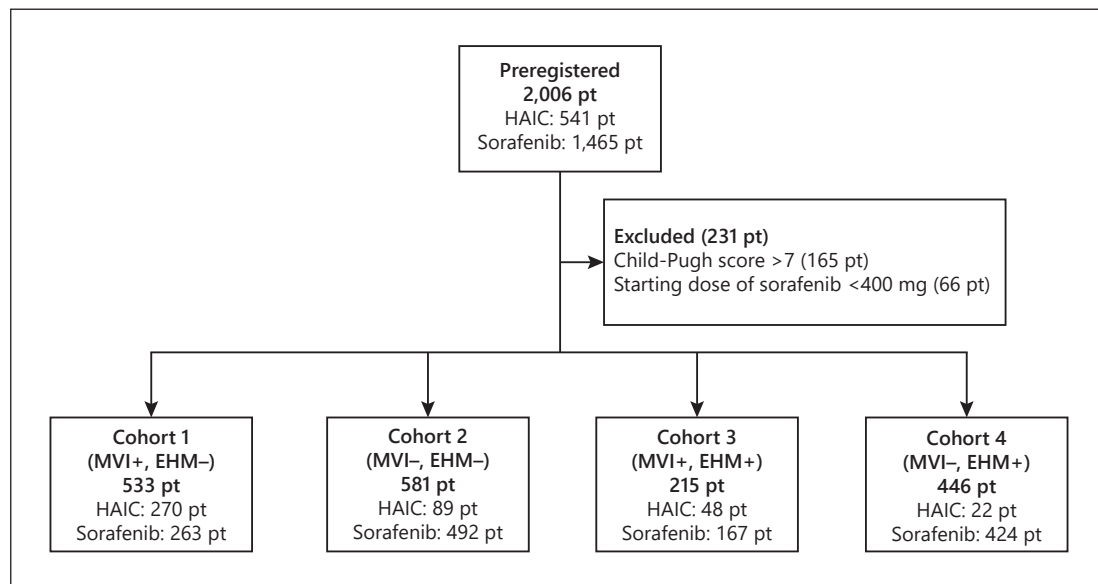 Preregistered
2,006 pt
HAIC: 541 pt
Sorafenib: 1,465 pt
Excluded (231 pt)
Child-Pugh score >7 (165 pt)
Starting dose of sorafenib <400 mg (66 pt)
Cohort 1
(MVI+, EHM–)
533 pt
HAIC: 270 pt
Sorafenib: 263 pt
Cohort 2
(MVI–, EHM–)
581 pt
HAIC: 89 pt
Sorafenib: 492 pt
Cohort 3
(MVI+, EHM+)
215 pt
HAIC: 48 pt
Sorafenib: 167 pt
Cohort 4
(MVI–, EHM+)
446 pt
HAIC: 22 pt
Sorafenib: 424 pt